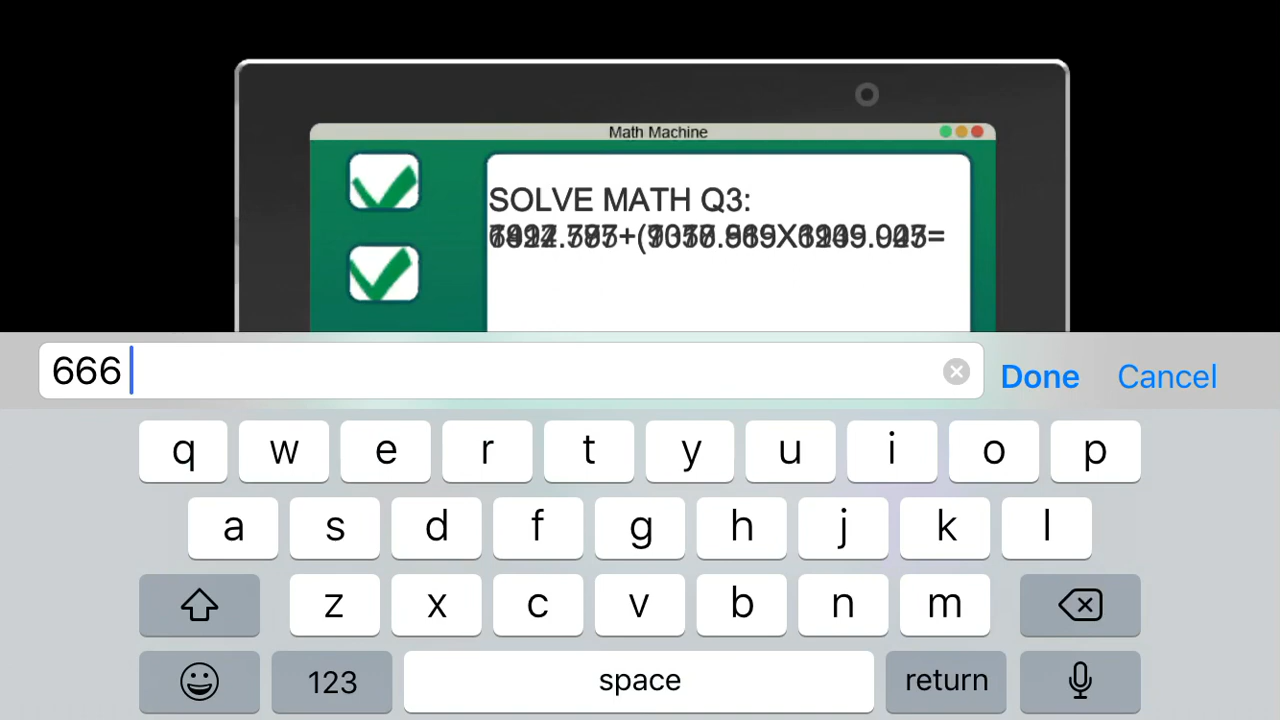 Math Machine
SOLVE MATH Q3:
666
Done
Cancel
q w e r t y u i o p
a s d f g h j k l
z x c v b n m
123
space
return